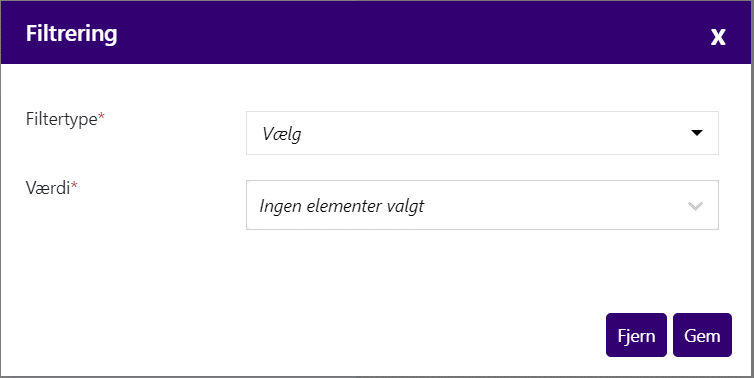 Filtrering
X
Filtertype*
Vælg
Værdi*
Ingen elementer valgt
Fjern
Gem